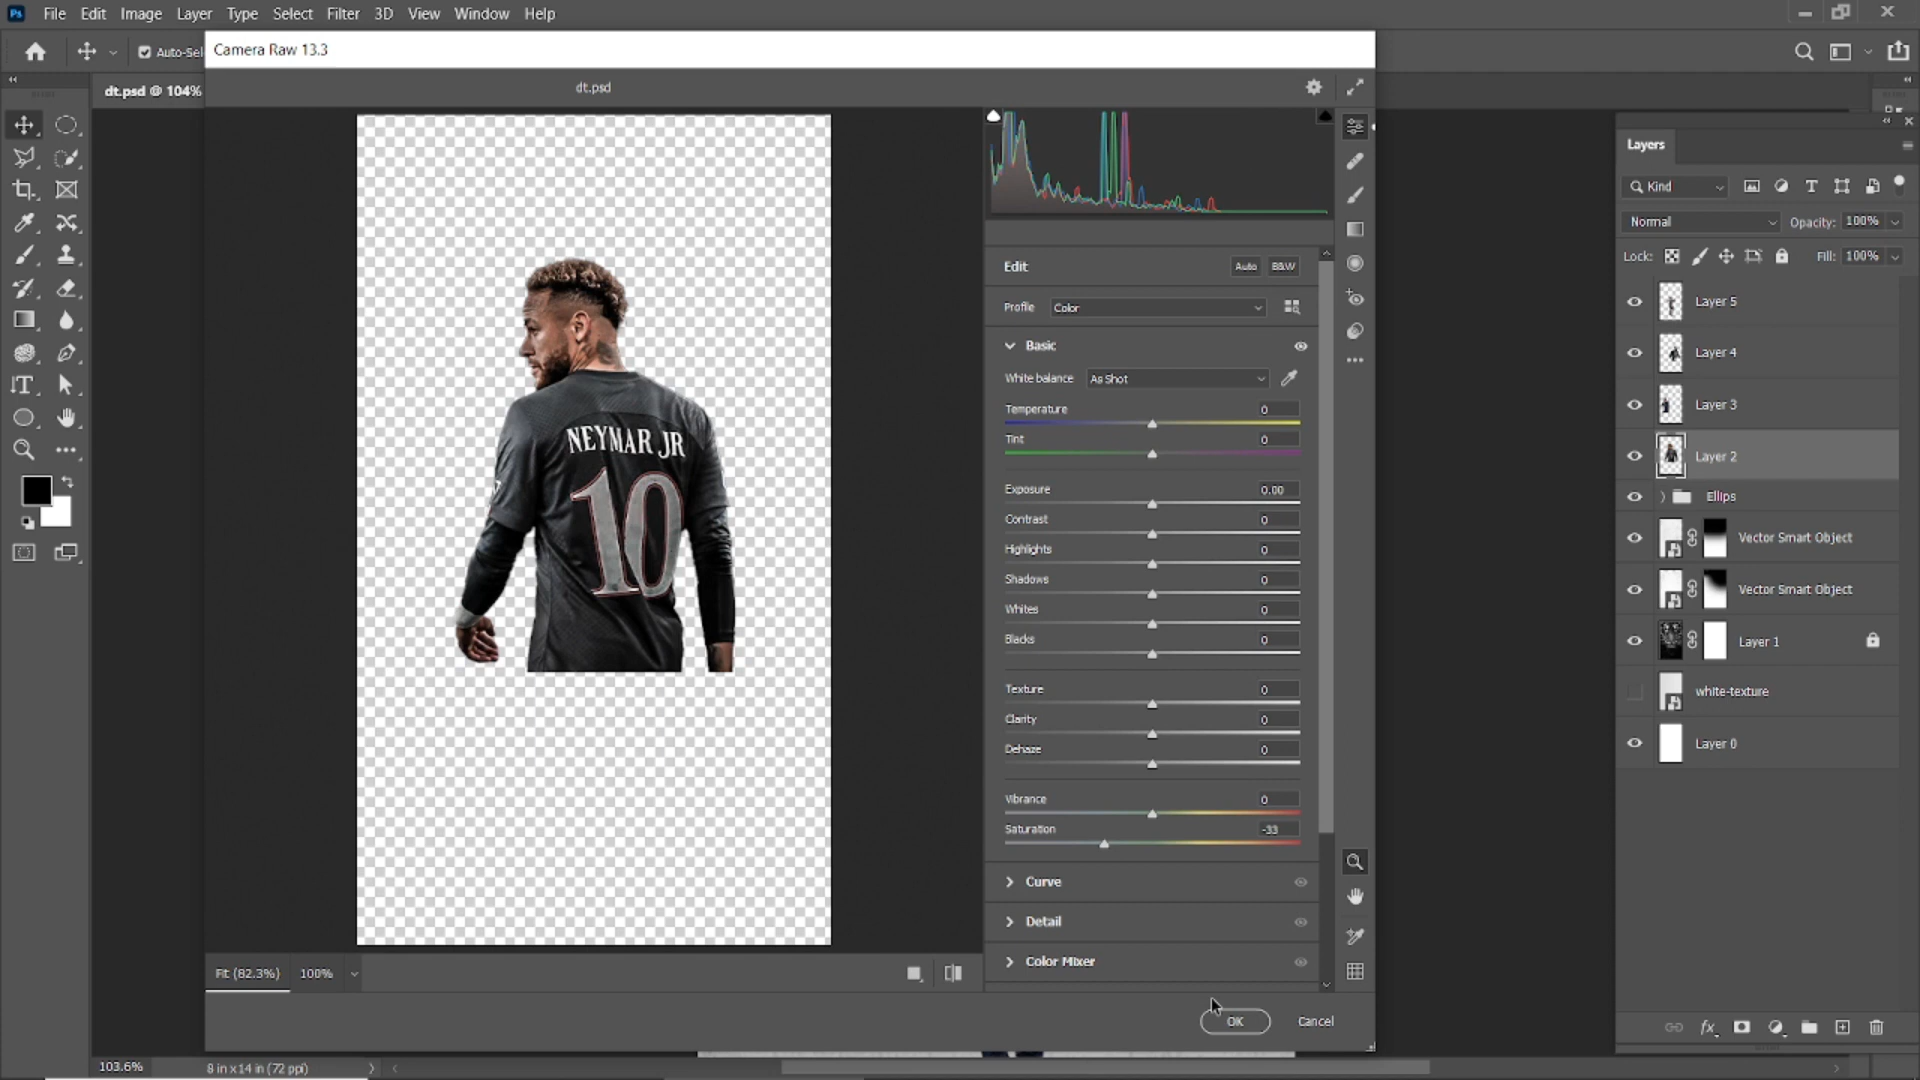 Ps File Edit Image Layer Type Select Filter 3D View Window Help
Auto-Sel
Camera Raw 13.3
dt.psd @ 104%
dt.psd
Edit
Auto
B&W
Profile
Color
Basic
White balance
As Shot
Temperature
0
Tint
0
Exposure
0.00
Contrast
0
Highlights
0
Shadows
0
Whites
0
Blacks
0
Texture
0
Clarity
0
Dehaze
0
Vibrance
0
Saturation
-33
Curve
Detail
Color Mixer
NEYMAR JR
10
Fit (82.3%)
100%
OK
Cancel
103.6%
8 in x 14 in (72 ppi)
Layers
Kind
Normal
Opacity: 100%
Lock:
Fill: 100%
Layer 5
Layer 4
Layer 3
Layer 2
Ellips
Vector Smart Object
Vector Smart Object
Layer 1
white-texture
Layer 0
fx